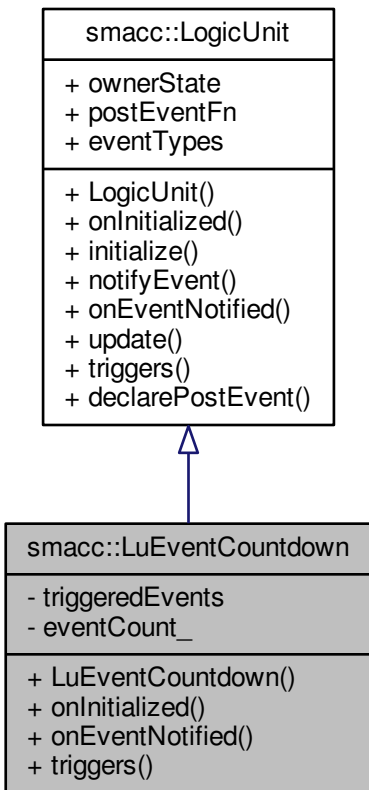 smacc::LogicUnit
+ ownerState
+ postEventFn
+ eventTypes
+ LogicUnit()
+ onInitialized()
+ initialize()
+ notifyEvent()
+ onEventNotified()
+ update()
+ triggers()
+ declarePostEvent()
smacc::LuEventCountdown
- triggeredEvents
- eventCount_
+ LuEventCountdown()
+ onInitialized()
+ onEventNotified()
+ triggers()